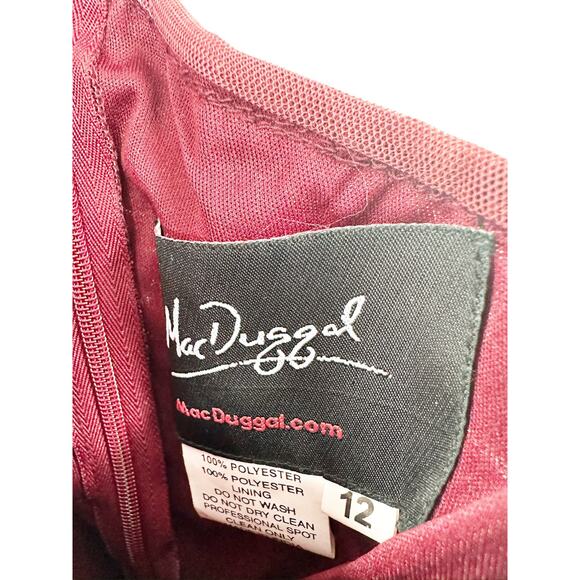 MacDuggal
MacDuggal.com
100% POLYESTER
100% POLYESTER
LINING
DO NOT WASH
DO NOT DRY CLEAN
PROFESSIONAL SPOT
CLEAN ONLY
12